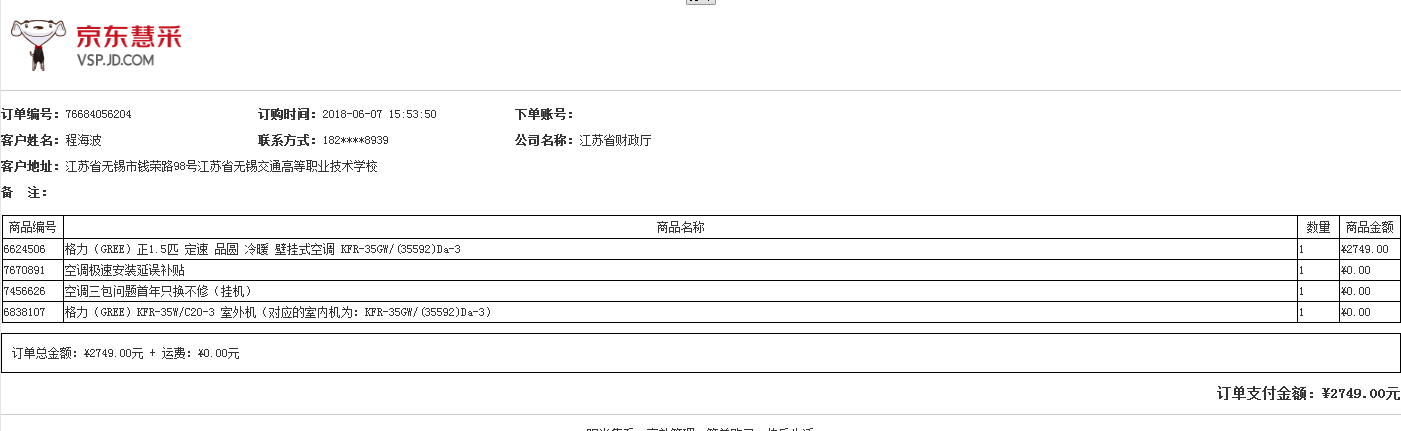 京东慧采
VSP.JD.COM
订单编号：76684056204 订购时间：2018-06-07 15:53:50 下单账号：
客户姓名：程海波 联系方式：182****8939 公司名称：江苏省财政厅
客户地址：江苏省无锡市钱荣路98号江苏省无锡交通高等职业技术学校
备 注：
商品编号 商品名称 数量 商品金额
6624506 格力（GREE）正1.5匹 定速 品圆 冷暖 壁挂式空调 KFR-35GW/(35592)Da-3 1 ¥2749.00
7670891 空调极速安装延误补贴 1 ¥0.00
7456626 空调三包问题首年只换不修（挂机） 1 ¥0.00
6838107 格力（GREE）KFR-35W/C20-3 室外机（对应的室内机为：KFR-35GW/(35592)Da-3） 1 ¥0.00
订单总金额：¥2749.00元 + 运费：¥0.00元
订单支付金额：¥2749.00元